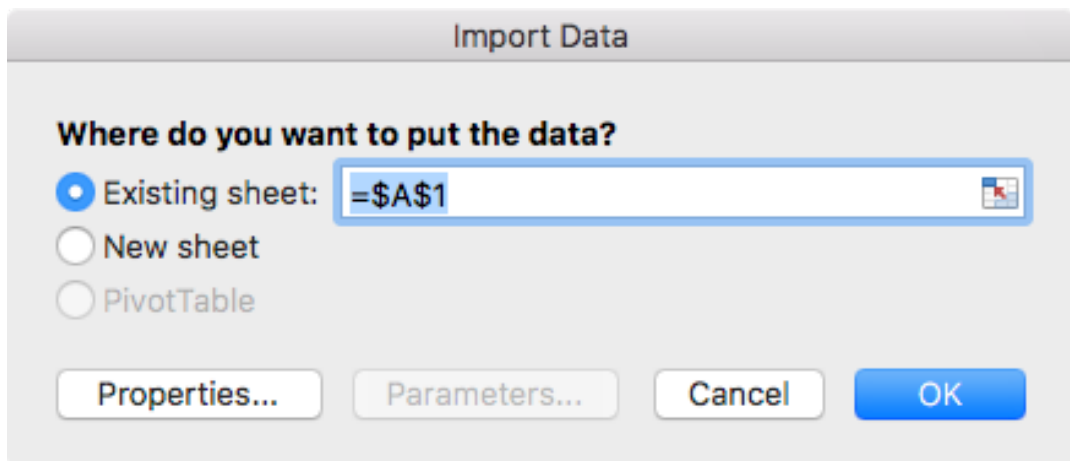 Import Data
Where do you want to put the data?
Existing sheet: =$A$1
New sheet
PivotTable
Properties... Parameters... Cancel OK